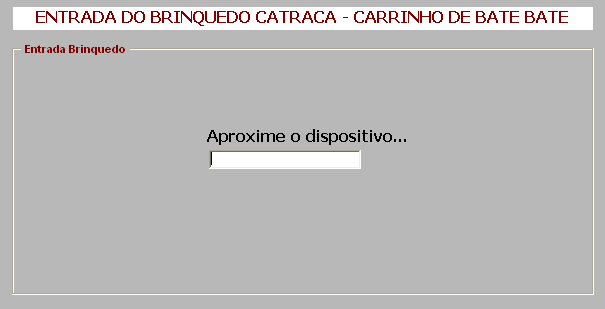 ENTRADA DO BRINQUEDO CATRACA - CARRINHO DE BATE BATE
Entrada Brinquedo
Aproxime o dispositivo...